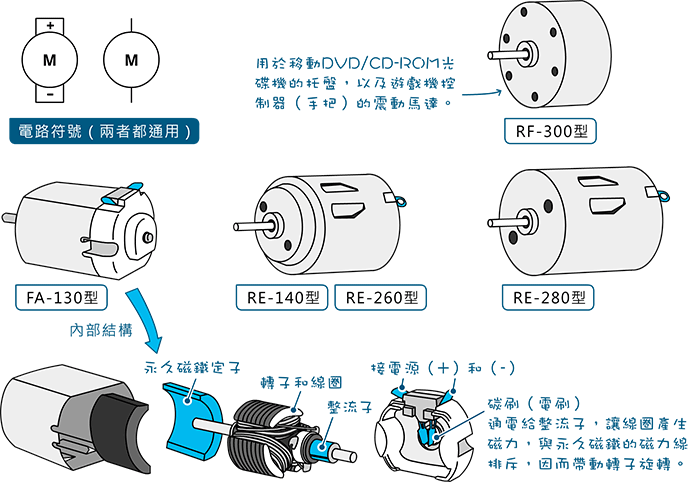 +
M
−
M
電路符號（兩者都通用）
用於移動DVD/CD-ROM光
碟機的托盤，以及遊戲機控
制器（手把）的震動馬達。
RF-300型
FA-130型
RE-140型
RE-260型
RE-280型
內部結構
永久磁鐵定子
轉子和線圈
整流子
接電源（+）和（-）
碳刷（電刷）
通電給整流子，讓線圈產生
磁力，與永久磁鐵的磁力線
排斥，因而帶動轉子旋轉。